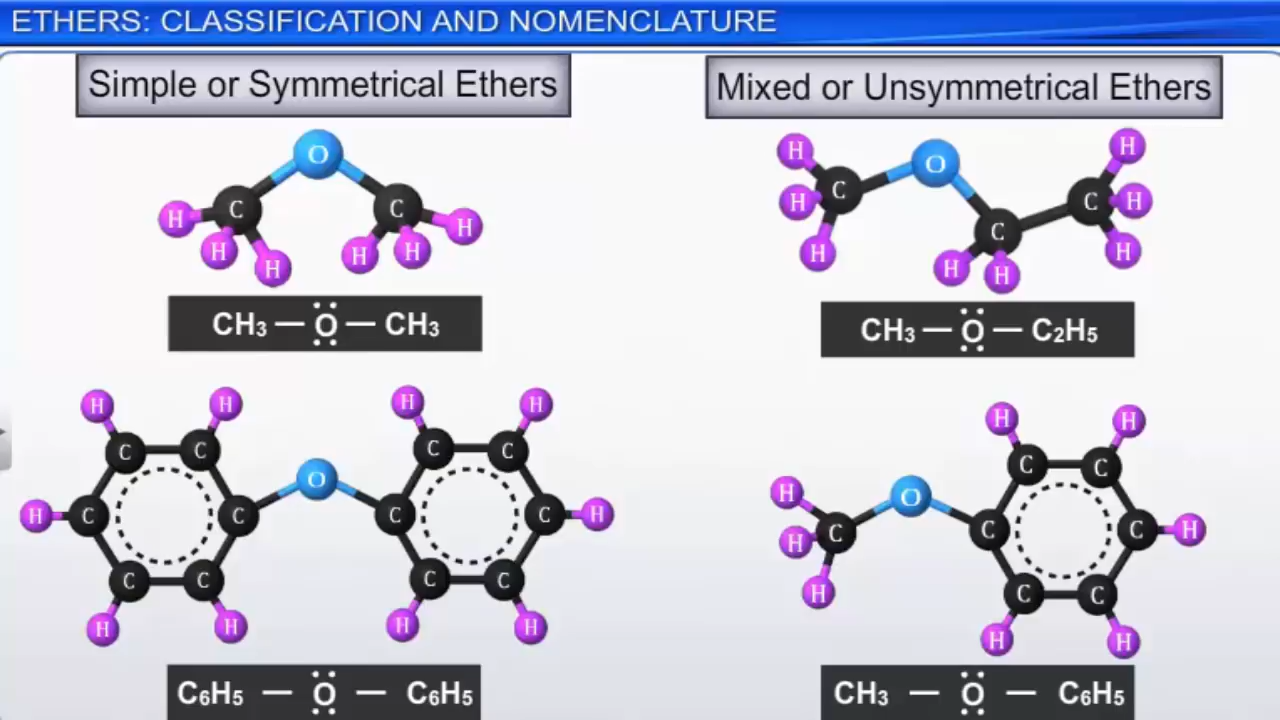 ETHERS: CLASSIFICATION AND NOMENCLATURE
Simple or Symmetrical Ethers
Mixed or Unsymmetrical Ethers
O
C C
H H H H H H
CH₃ — O — CH₃
O
H C C H
H C H
H H H H
CH₃ — O — C₂H₅
H H H H
C C C C
H C C O C C H
C C C C
H H H H
C₆H₅ — O — C₆H₅
H H
C C
H O
H C C C H
H C C
H H
CH₃ — O — C₆H₅